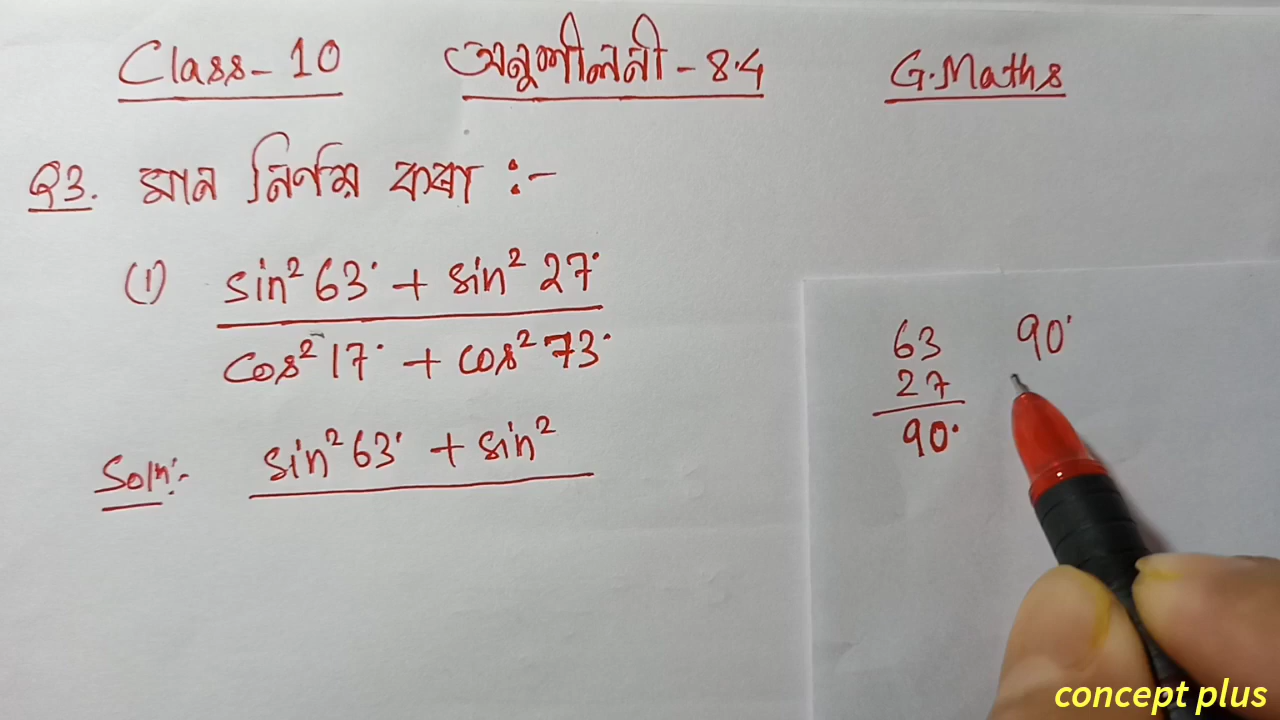 Class-10 অনুশীলনী-8.4 G.Maths
Q3. মান নিৰ্ণয় কৰা :-
(i) sin² 63° + sin² 27°
cos² 17° + cos² 73°
Soln:- sin² 63° + sin²
63 90°
27
90°
concept plus